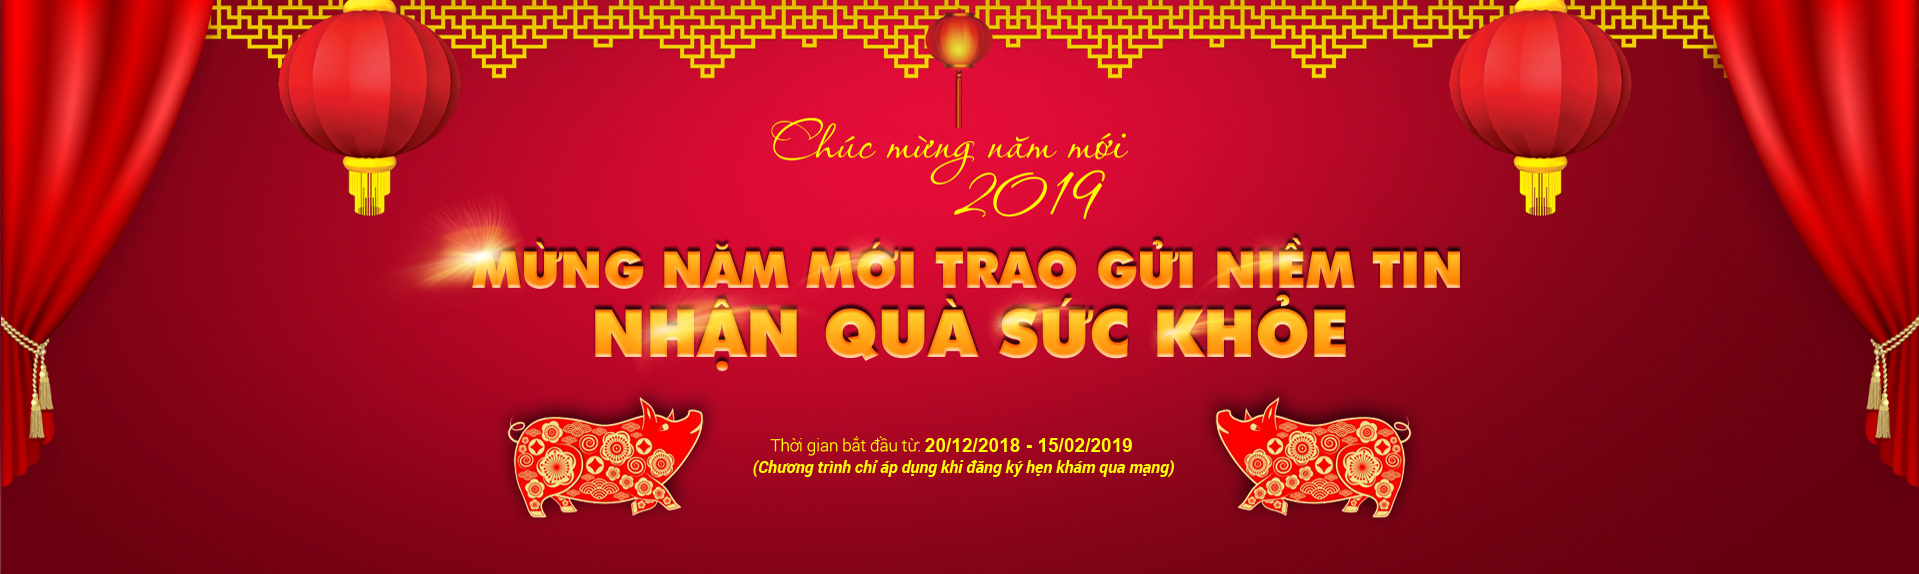 Chúc mừng năm mới
2019
MỪNG NĂM MỚI TRAO GỬI NIỀM TIN
NHẬN QUÀ SỨC KHỎE
Thời gian bắt đầu từ: 20/12/2018 - 15/02/2019
(Chương trình chỉ áp dụng khi đăng ký hẹn khám qua mạng)